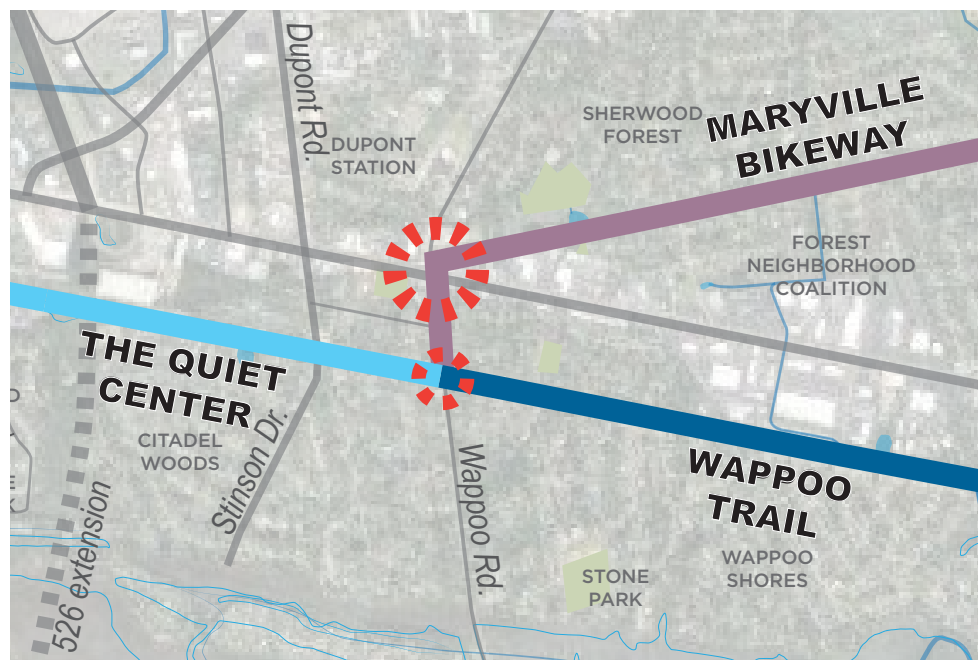 Dupont Rd.
DUPONT
STATION
SHERWOOD
FOREST
MARYVILLE
BIKEWAY
FOREST
NEIGHBORHOOD
COALITION
THE QUIET
CENTER
CITADEL
WOODS
Stinson Dr.
526 extension
Wappoo Rd.
WAPPOO
TRAIL
WAPPOO
SHORES
STONE
PARK